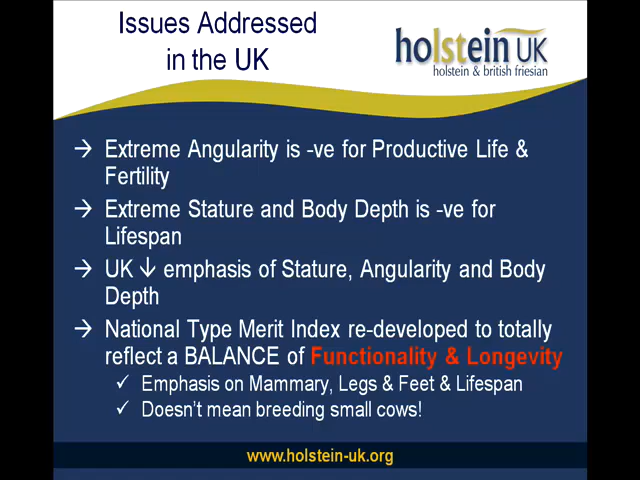 Issues Addressed
in the UK
holstein UK
holstein & british friesian
→ Extreme Angularity is -ve for Productive Life &
Fertility
→ Extreme Stature and Body Depth is -ve for
Lifespan
→ UK ↓ emphasis of Stature, Angularity and Body
Depth
→ National Type Merit Index re-developed to totally
reflect a BALANCE of Functionality & Longevity
✓ Emphasis on Mammary, Legs & Feet & Lifespan
✓ Doesn't mean breeding small cows!
www.holstein-uk.org